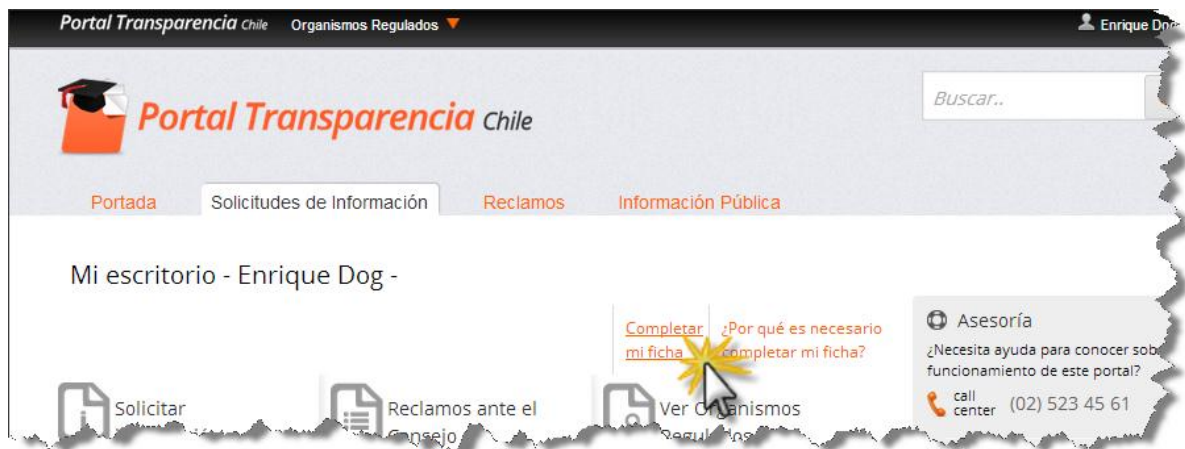 Portal Transparencia Chile Organismos Regulados Enrique Dog
Portal Transparencia Chile
Buscar..
Portada Solicitudes de Información Reclamos Información Pública
Mi escritorio - Enrique Dog -
Completar
mi ficha
¿Por qué es necesario
completar mi ficha?
Asesoría
¿Necesita ayuda para conocer sob
funcionamiento de este portal?
call
center (02) 523 45 61
Solicitar
Reclamos ante el
Consejo
Ver Organismos